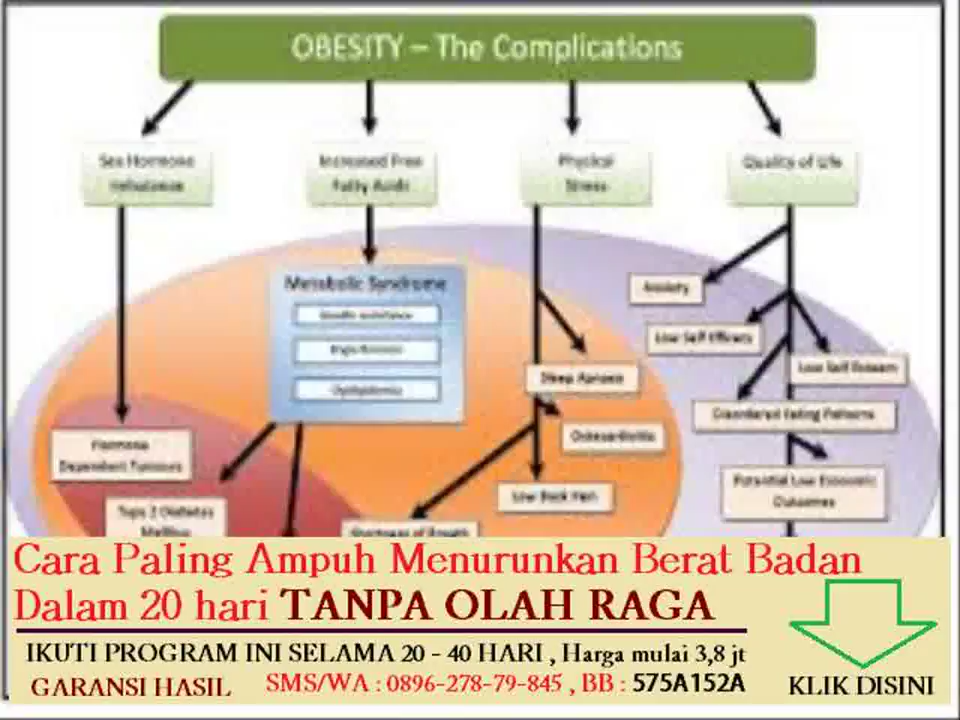 OBESITY – The Complications
Sex Hormone
Imbalance
Increased Free
Fatty Acids
Physical
Stress
Quality of Life
Metabolic Syndrome
Anxiety
Low Self Efficacy
Low Self Esteem
Sleep Apnoea
Disordered Eating Patterns
Osteoarthritis
Hormone
Dependent Tumours
Low Back Pain
Potential Low Economic
Outcomes
Type 2 Diabetes
Mellitus
Shortness of Breath
Cara Paling Ampuh Menurunkan Berat Badan
Dalam 20 hari TANPA OLAH RAGA
IKUTI PROGRAM INI SELAMA 20 - 40 HARI , Harga mulai 3,8 jt
GARANSI HASIL SMS/WA : 0896-278-79-845 , BB : 575A152A
KLIK DISINI